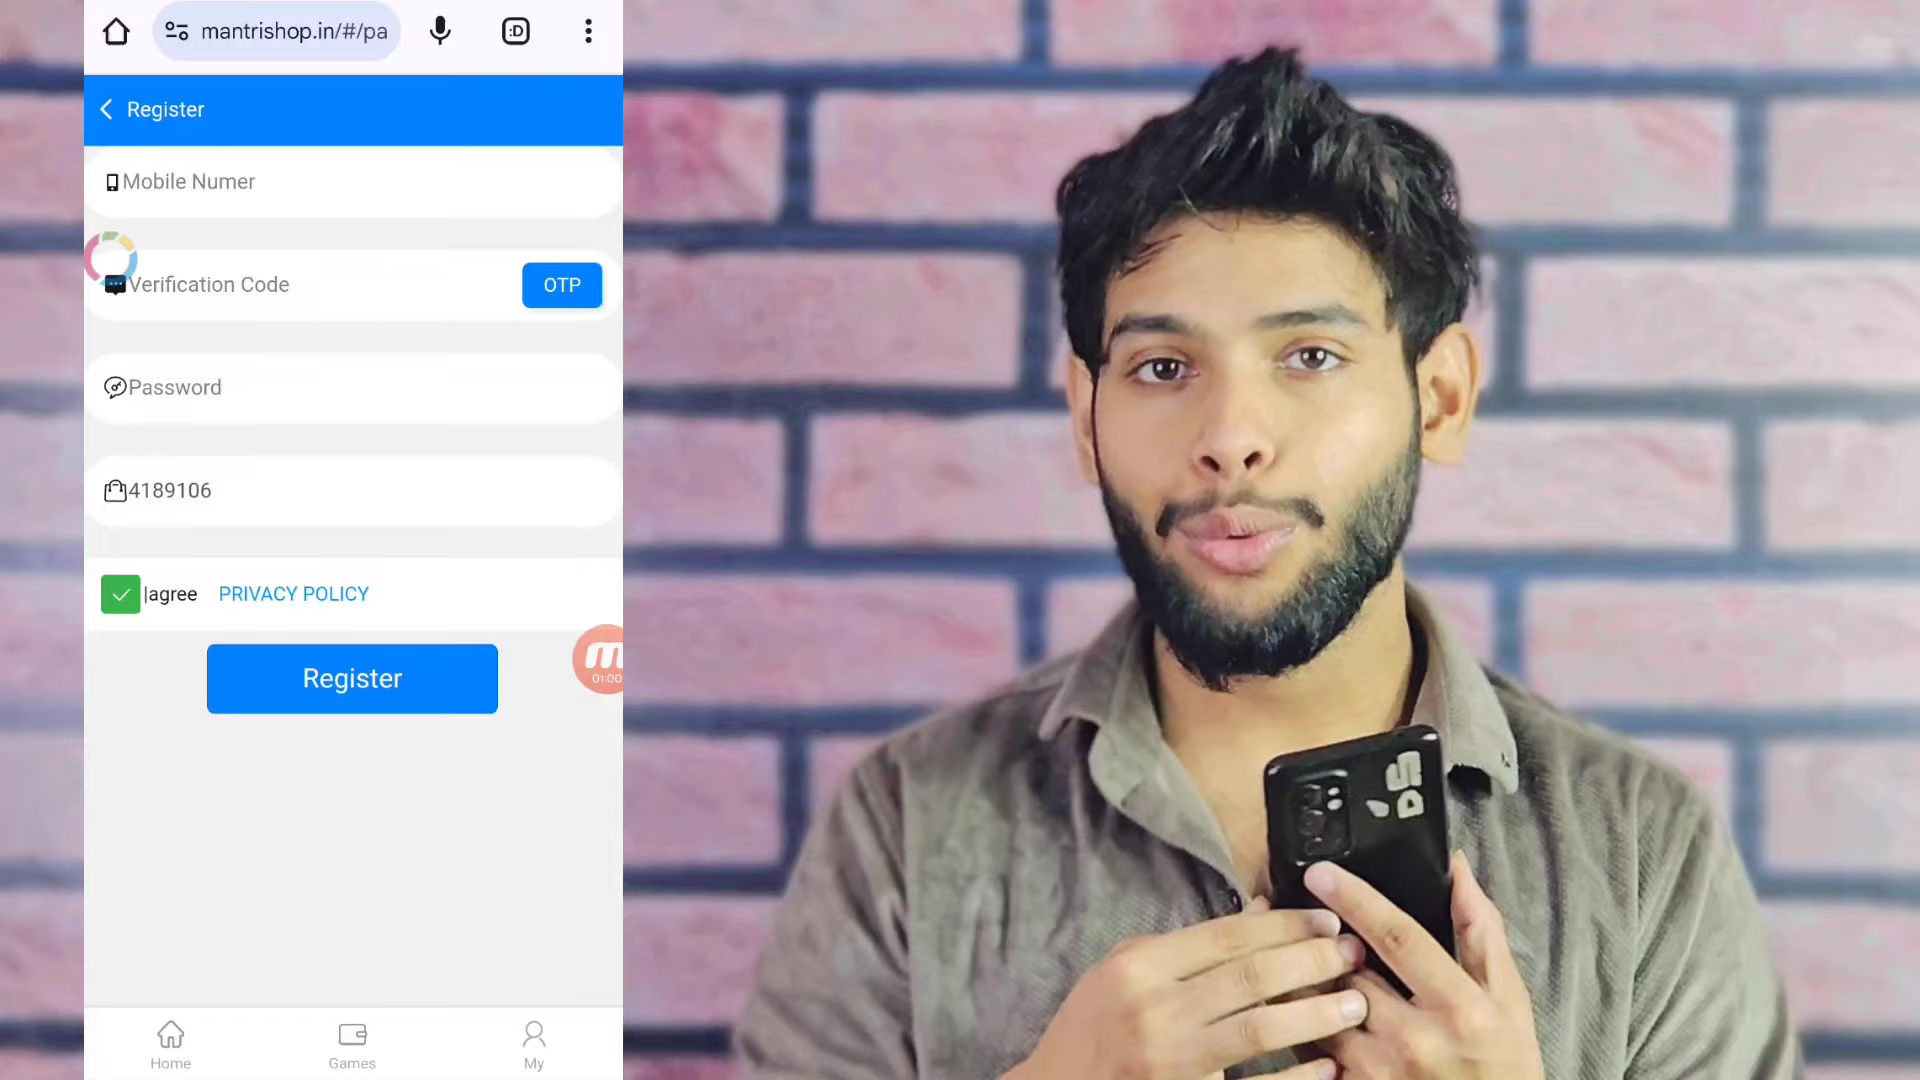 mantrishop.in/#/pa
:D
Register
Mobile Numer
Verification Code
OTP
Password
4189106
I agree PRIVACY POLICY
Register
01:00
Home
Games
My